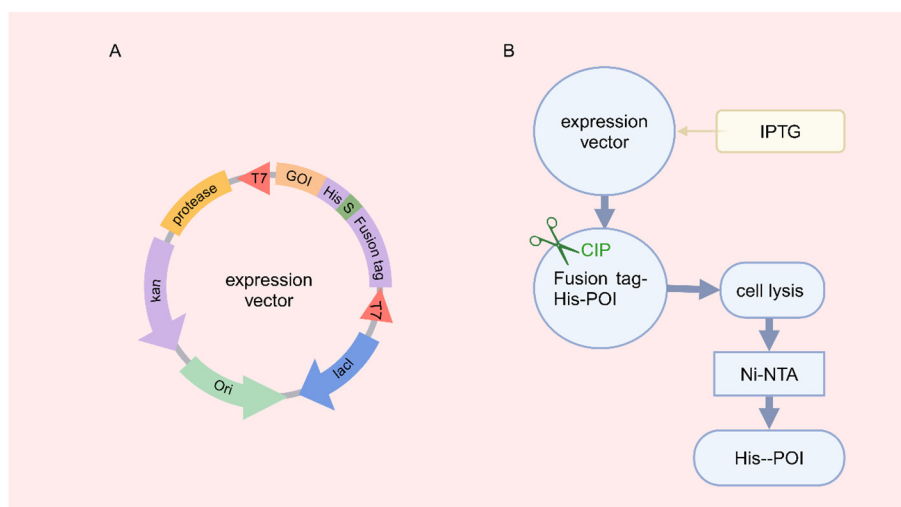 A
T7
GOI
His
S
Fusion tag
T7
lacI
Ori
kan
protease
expression
vector
B
expression
vector
IPTG
CIP
Fusion tag-
His-POI
cell lysis
Ni-NTA
His--POI